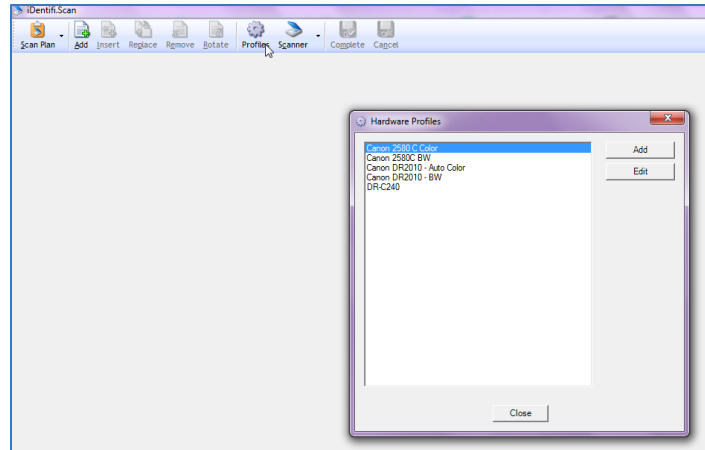 iDentifi.Scan
Scan Plan Add Insert Replace Remove Rotate Profiles Scanner Complete Cancel
Hardware Profiles
Canon 2580 C Color
Canon 2580C BW
Canon DR2010 - Auto Color
Canon DR2010 - BW
DR-C240
Add
Edit
Close